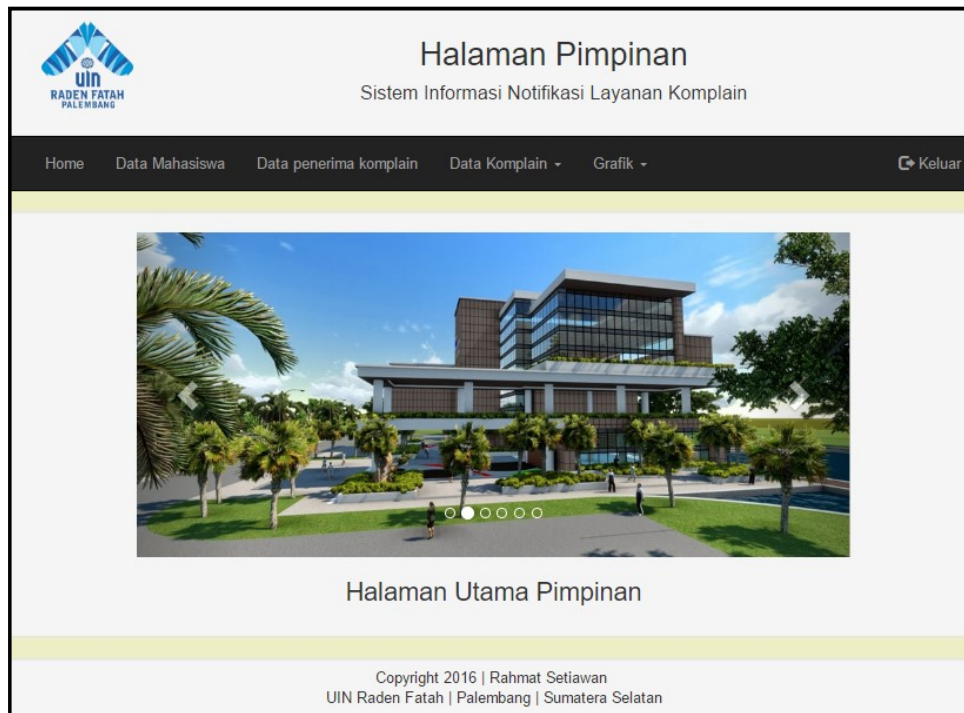 uin
RADEN FATAH
PALEMBANG
Halaman Pimpinan
Sistem Informasi Notifikasi Layanan Komplain
Home Data Mahasiswa Data penerima komplain Data Komplain Grafik Keluar
Halaman Utama Pimpinan
Copyright 2016 | Rahmat Setiawan
UIN Raden Fatah | Palembang | Sumatera Selatan